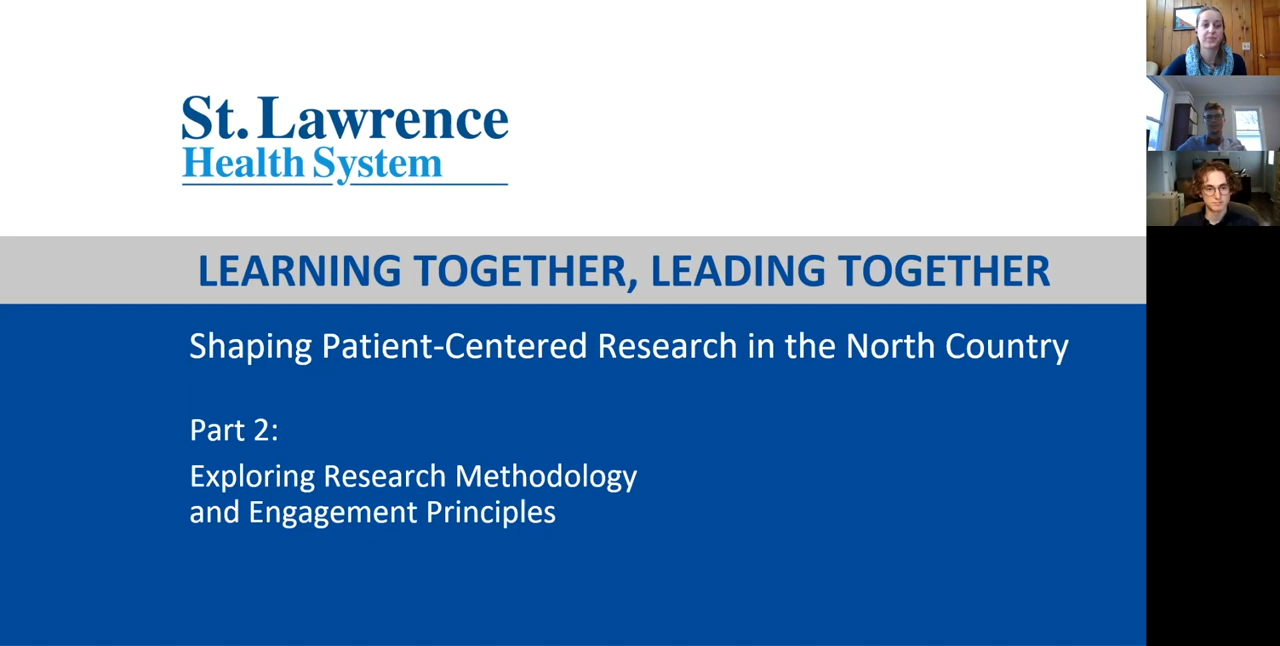 St. Lawrence
Health System
LEARNING TOGETHER, LEADING TOGETHER
Shaping Patient-Centered Research in the North Country
Part 2:
Exploring Research Methodology
and Engagement Principles